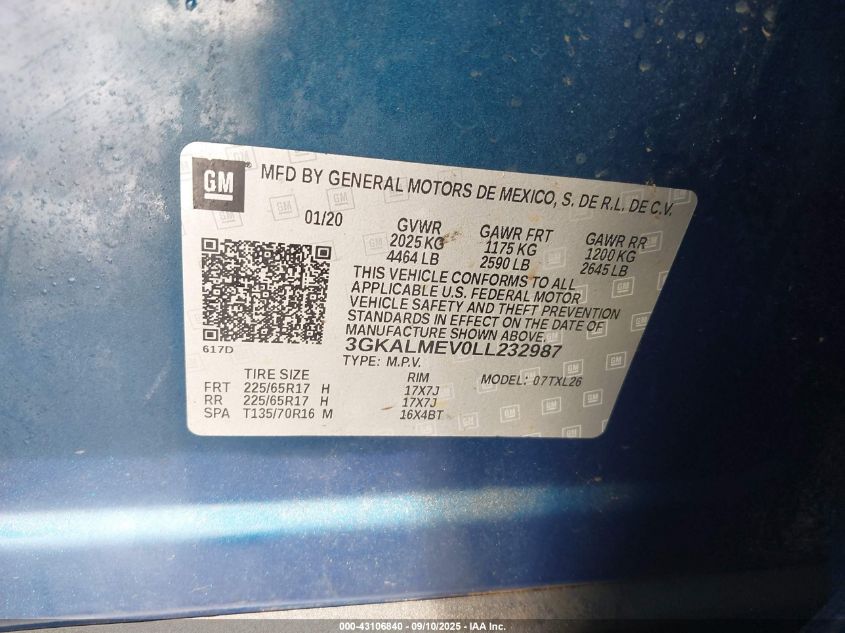 GM
® MFD BY GENERAL MOTORS DE MEXICO, S. DE R.L. DE C.V.
01/20
GVWR
2025 KG
4464 LB
GAWR FRT
1175 KG
2590 LB
GAWR RR
1200 KG
2645 LB
THIS VEHICLE CONFORMS TO ALL
APPLICABLE U.S. FEDERAL MOTOR
VEHICLE SAFETY AND THEFT PREVENTION
STANDARDS IN EFFECT ON THE DATE OF
MANUFACTURE SHOWN ABOVE.
617D
3GKALMEV0LL232987
TYPE: M.P.V.
MODEL: 07TXL26
TIRE SIZE RIM
FRT 225/65R17 H 17X7J
RR 225/65R17 H 17X7J
SPA T135/70R16 M 16X4BT
000-43106840 - 09/10/2025 - IAA Inc.